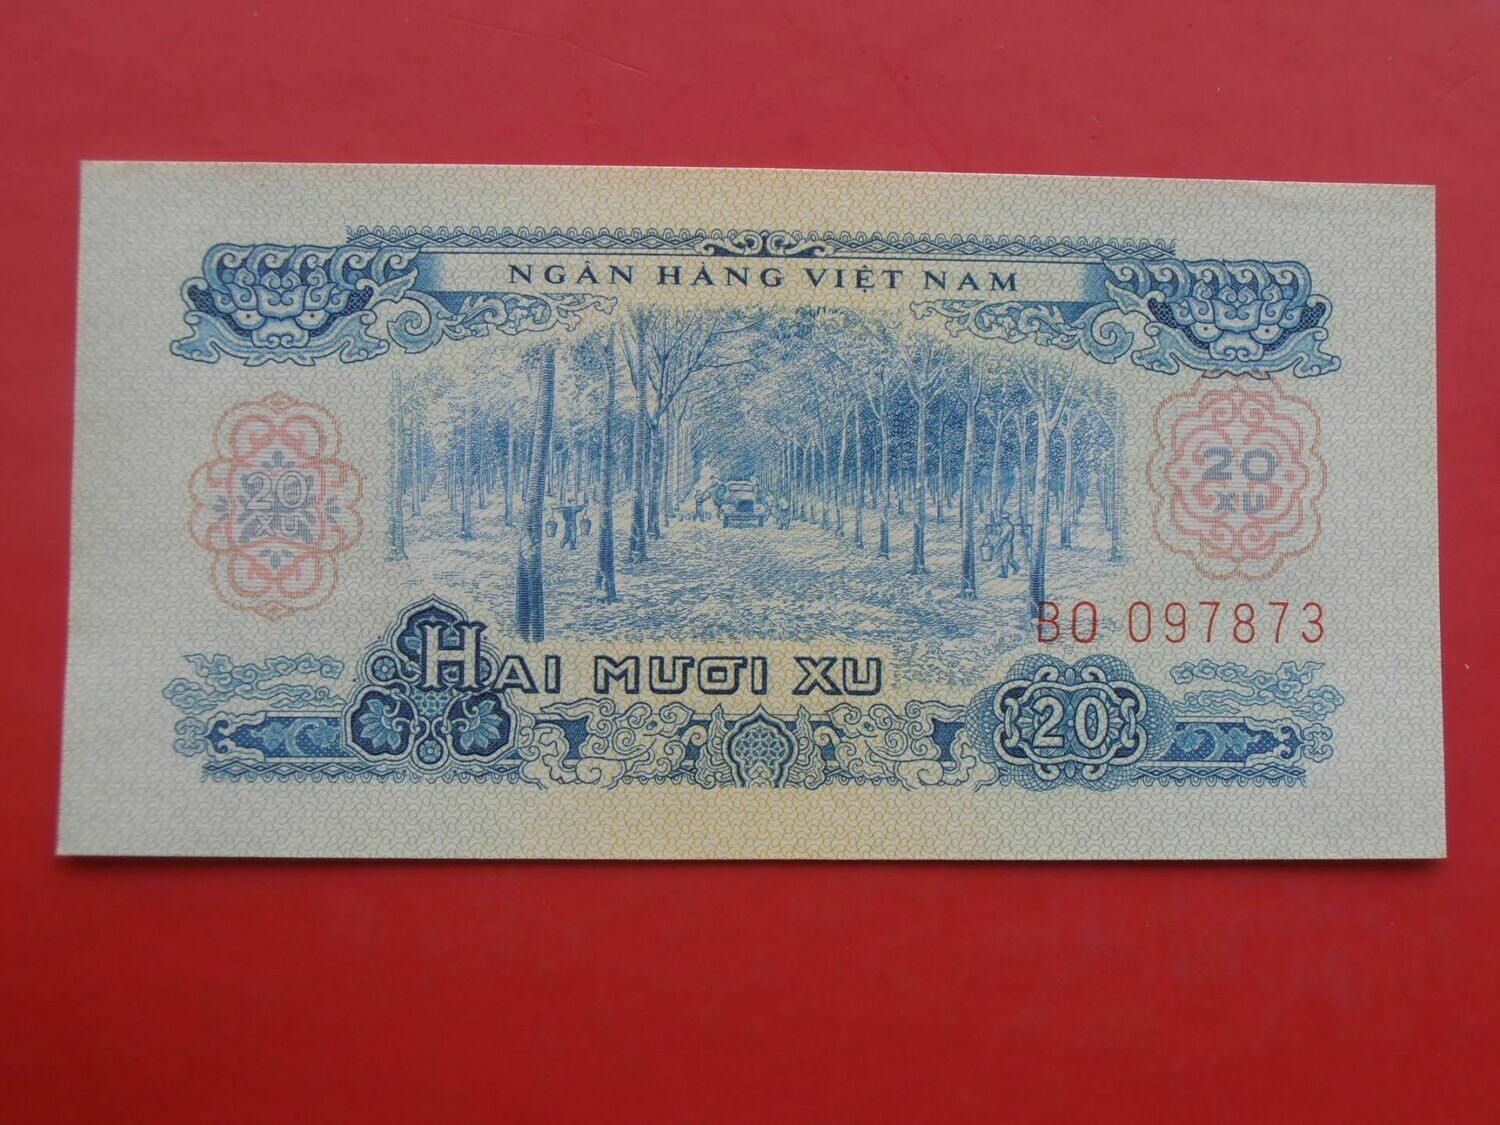 NGÂN HÀNG VIỆT NAM
20
XU
20
XU
BO 097873
HAI MƯƠI XU
20